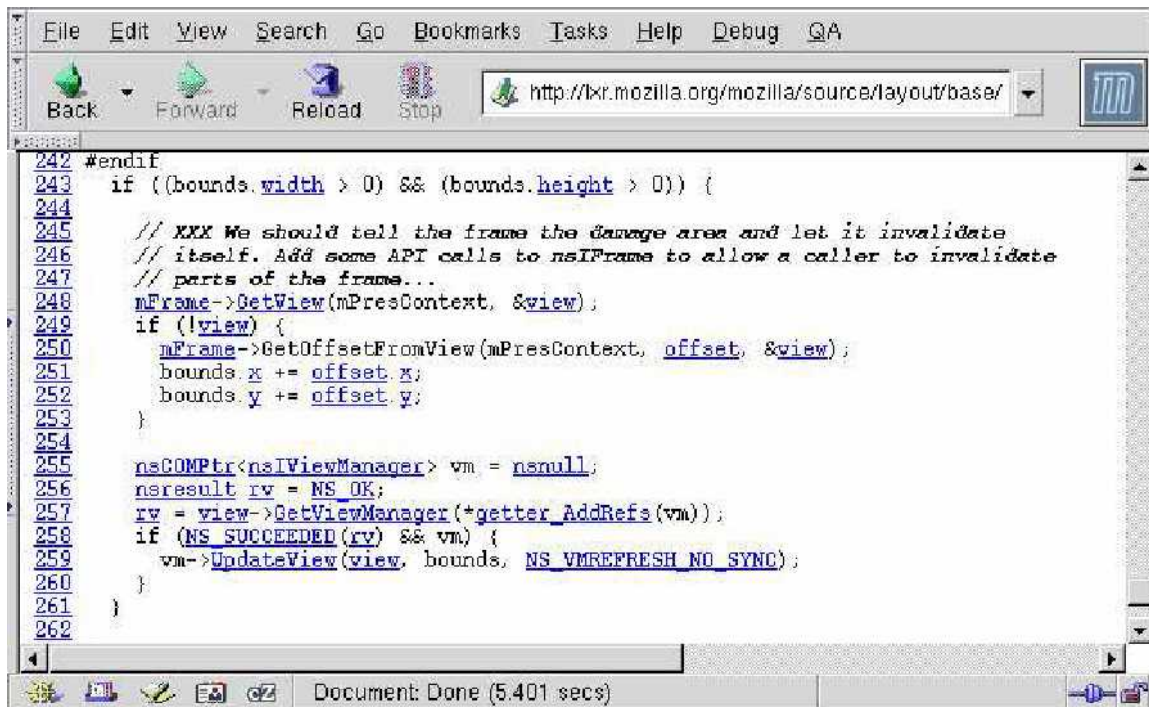 File Edit View Search Go Bookmarks Tasks Help Debug QA
Back Forward Reload Stop http://lxr.mozilla.org/mozilla/source/layout/base/
242 #endif
243 if ((bounds.width > 0) && (bounds.height > 0)) {
244
245 // XXX We should tell the frame the damage area and let it invalidate
246 // itself. Add some API calls to nsIFrame to allow a caller to invalidate
247 // parts of the frame...
248 mFrame->GetView(mPresContext, &view);
249 if (!view) {
250 mFrame->GetOffsetFromView(mPresContext, offset, &view);
251 bounds.x += offset.x;
252 bounds.y += offset.y;
253 }
254
255 nsCOMPtr<nsIViewManager> vm = nsnull;
256 nsresult rv = NS_OK;
257 rv = view->GetViewManager(*getter_AddRefs(vm));
258 if (NS_SUCCEEDED(rv) && vm) {
259 vm->UpdateView(view, bounds, NS_VMREFRESH_NO_SYNC);
260 }
261 }
262
Document: Done (5.401 secs)